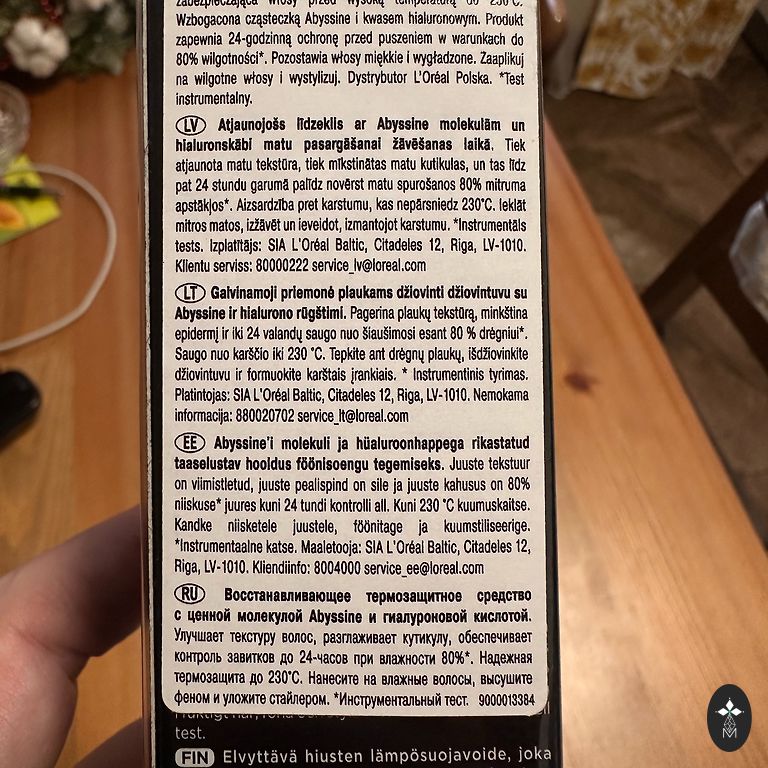 zabezpieczająca włosy przed wysoką temperaturą do 230°C.
Wzbogacona cząsteczką Abyssine i kwasem hialuronowym. Produkt
zapewnia 24-godzinną ochronę przed puszeniem w warunkach do
80% wilgotności*. Pozostawia włosy miękkie i wygładzone. Zaaplikuj
na wilgotne włosy i wystylizuj. Dystrybutor L'Oréal Polska. *Test
instrumentalny.
LV Atjaunojošs līdzeklis ar Abyssine molekulām un
hialuronskābi matu pasargāšanai žāvēšanas laikā. Tiek
atjaunota matu tekstūra, tiek mīkstinātas matu kutikulas, un tas līdz
pat 24 stundu garumā palīdz novērst matu spurošanos 80% mitruma
apstākļos*. Aizsardzība pret karstumu, kas nepārsniedz 230°C. Ieklāt
mitros matos, izžāvēt un ieveidot, izmantojot karstumu. *Instrumentāls
tests. Izplatītājs: SIA L'Oréal Baltic, Citadeles 12, Riga, LV-1010.
Klientu serviss: 80000222 service_lv@loreal.com
LT Galvinamoji priemonė plaukams džiovinti džiovintuvu su
Abyssine ir hialurono rūgštimi. Pagerina plaukų tekstūrą, minkština
epidermį ir iki 24 valandų saugo nuo šiaušimosi esant 80 % drėgniui*.
Saugo nuo karščio iki 230 °C. Tepkite ant drėgnų plaukų, išdžiovinkite
džiovintuvu ir formuokite karštais įrankiais. * Instrumentinis tyrimas.
Platintojas: SIA L'Oréal Baltic, Citadeles 12, Riga, LV-1010. Nemokama
informacija: 880020702 service_lt@loreal.com
EE Abyssine'i molekuli ja hüaluroonhappega rikastatud
taaselustav hooldus föönisoengu tegemiseks. Juuste tekstuur
on viimistletud, juuste pealispind on sile ja juuste kahusus on 80%
niiskuse* juures kuni 24 tundi kontrolli all. Kuni 230 °C kuumuskaitse.
Kandke niisketele juustele, föönitage ja kuumstiliseerige.
*Instrumentaalne katse. Maaletooja: SIA L'Oréal Baltic, Citadeles 12,
Riga, LV-1010. Kliendiinfo: 8004000 service_ee@loreal.com
RU Восстанавливающее термозащитное средство
с ценной молекулой Abyssine и гиалуроновой кислотой.
Улучшает текстуру волос, разглаживает кутикулу, обеспечивает
контроль завитков до 24-часов при влажности 80%*. Надежная
термозащита до 230°C. Нанесите на влажные волосы, высушите
феном и уложите стайлером. *Инструментальный тест. 9000013384
test.
FIN Elvyttävä hiusten lämpösuojavoide, joka